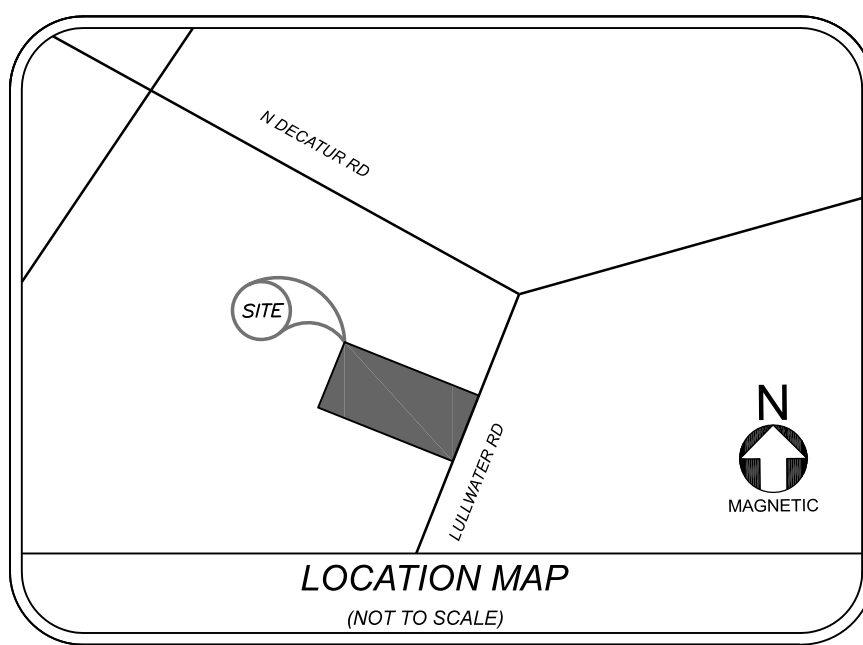 N DECATUR RD
SITE
LULLWATER RD
N
MAGNETIC
LOCATION MAP
(NOT TO SCALE)